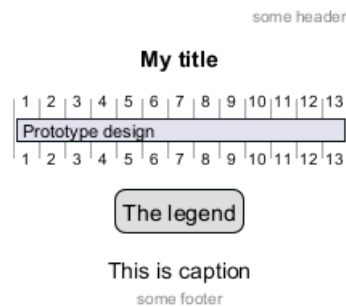 some header
My title
1 2 3 4 5 6 7 8 9 10 11 12 13
Prototype design
1 2 3 4 5 6 7 8 9 10 11 12 13
The legend
This is caption
some footer